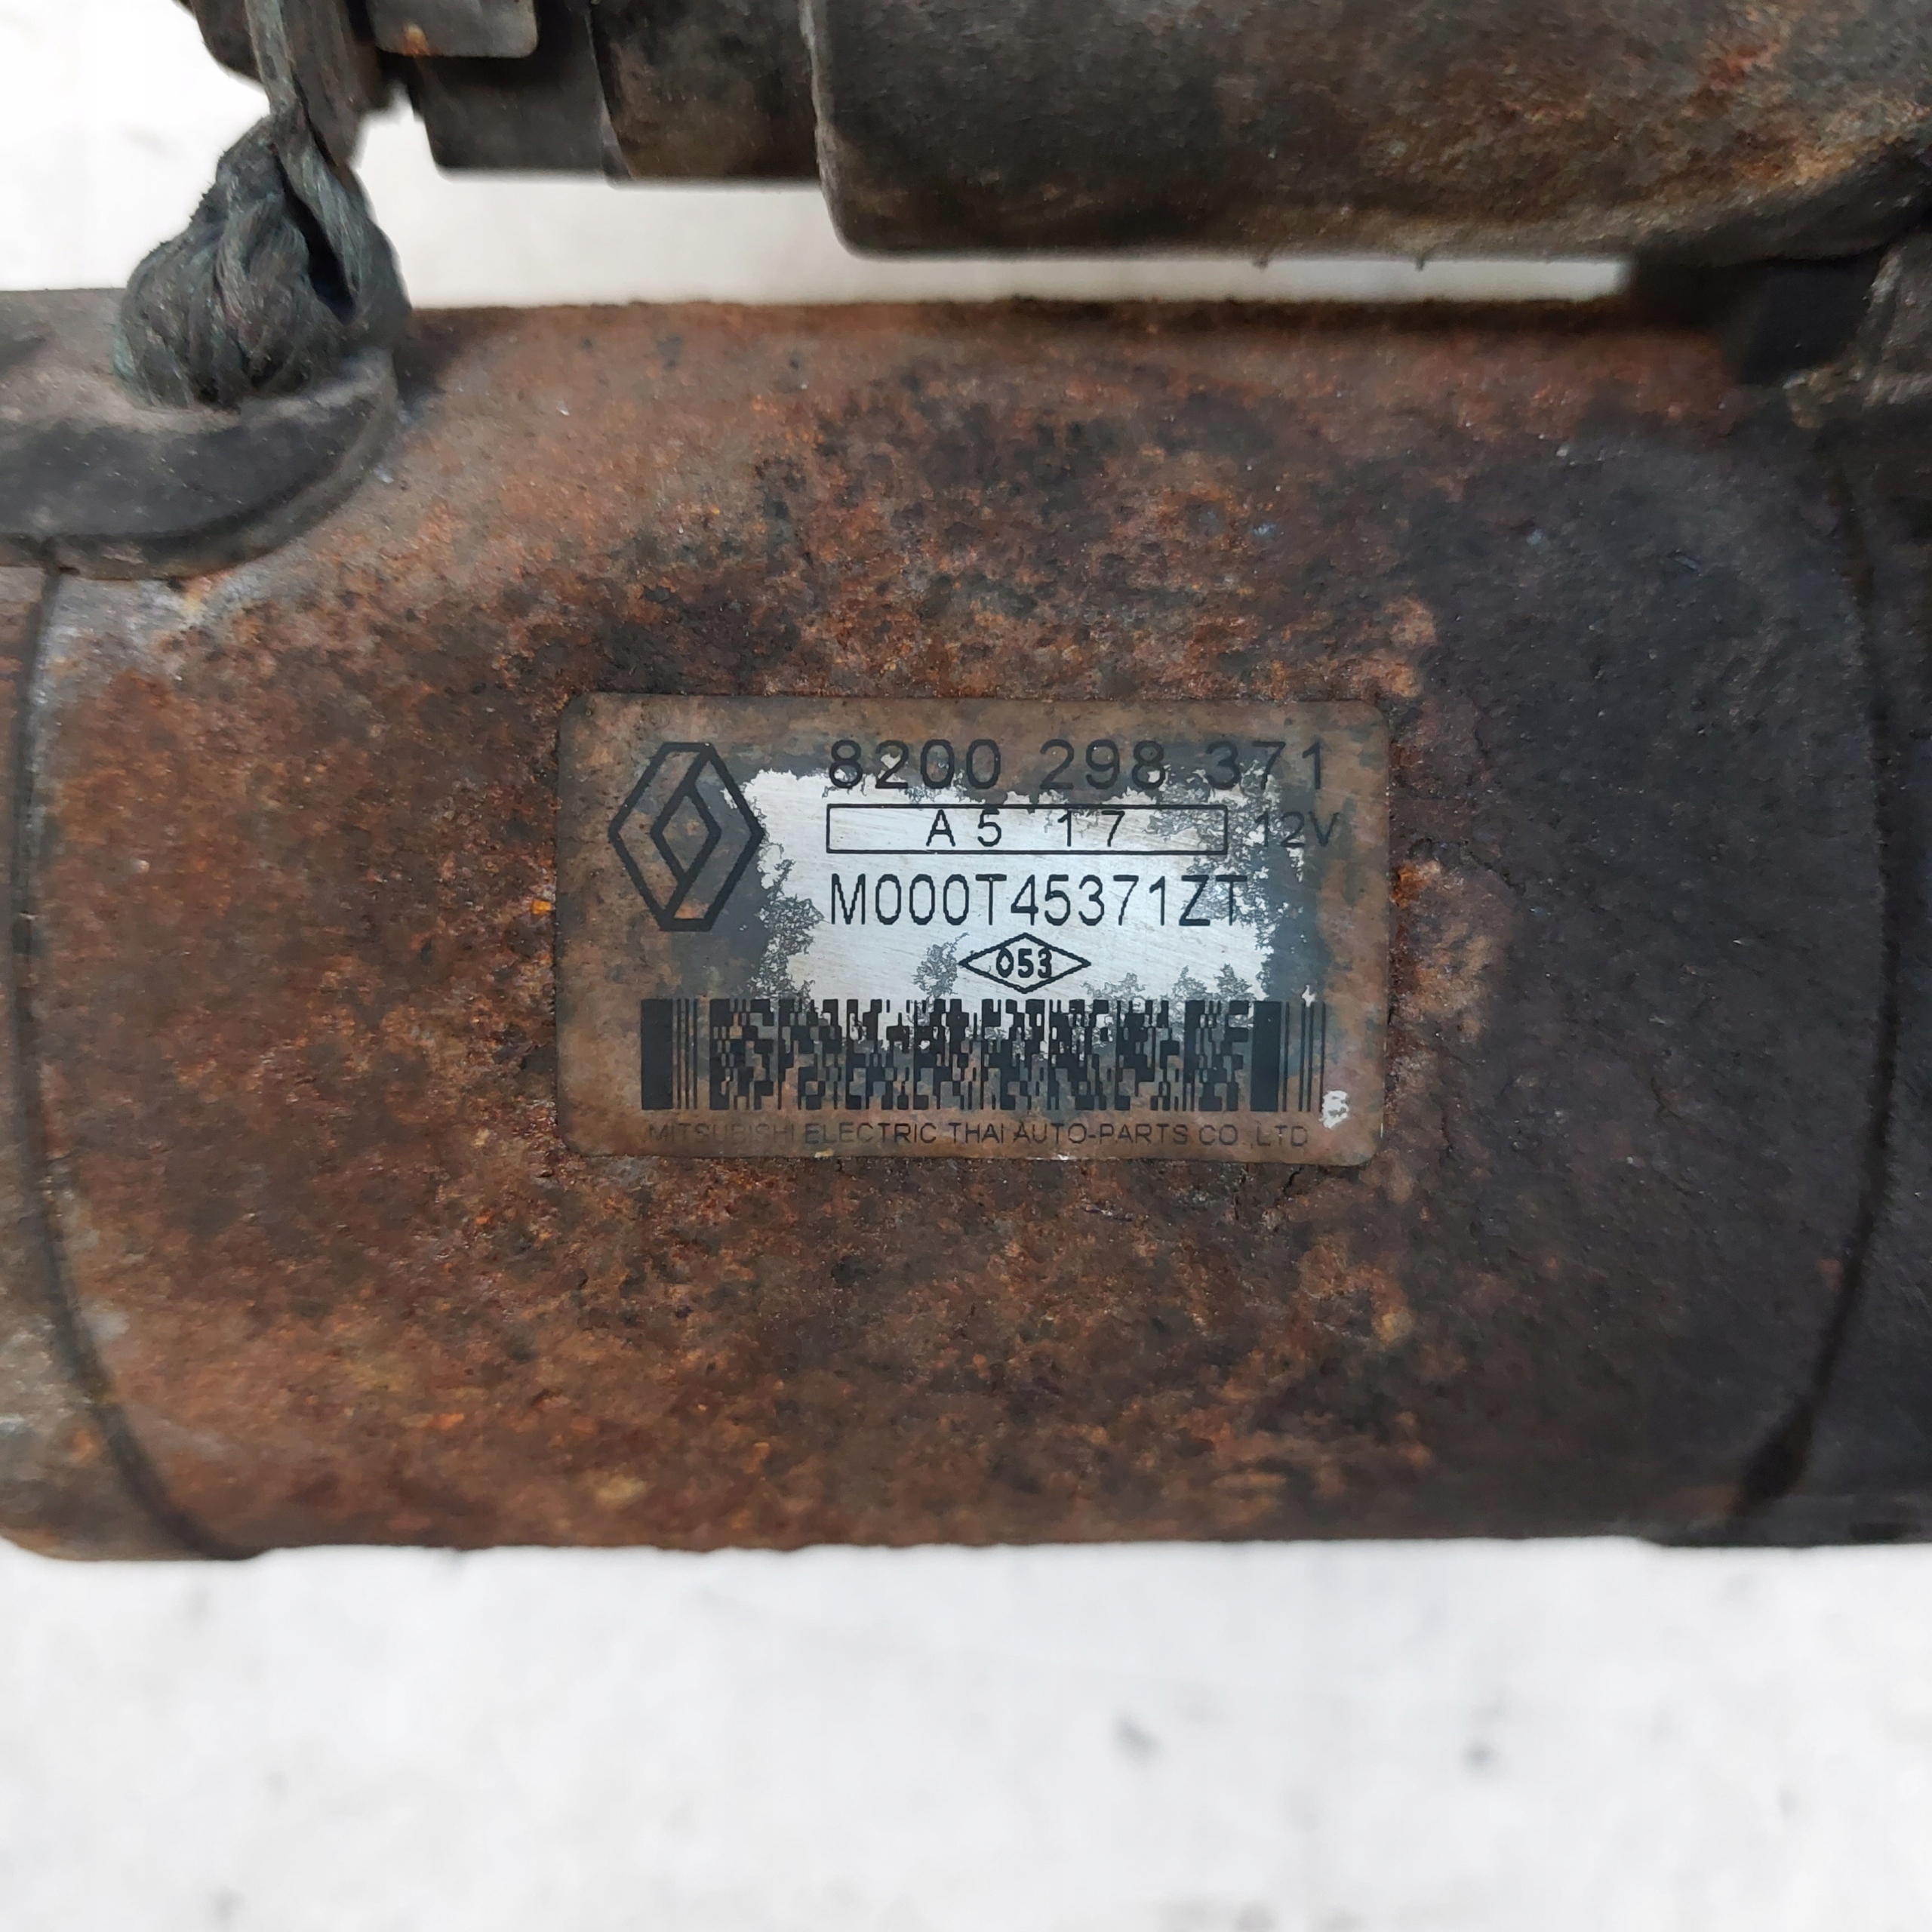 8200 298 371
A5 17 12V
M000T45371ZT
053
MITSUBISHI ELECTRIC THAI AUTO-PARTS CO.,LTD